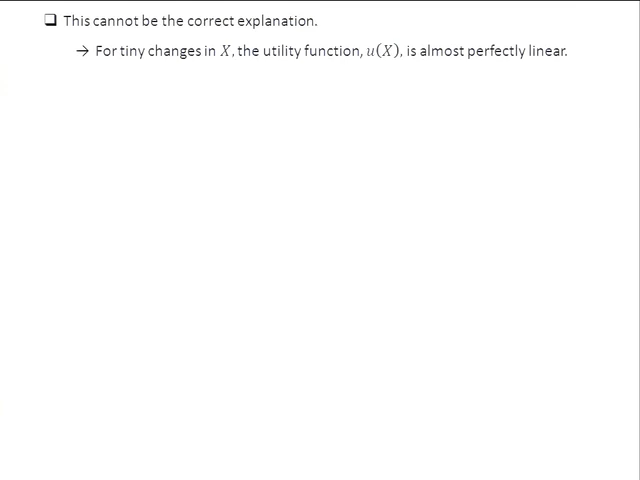 ❑ This cannot be the correct explanation.
→ For tiny changes in X, the utility function, u(X), is almost perfectly linear.